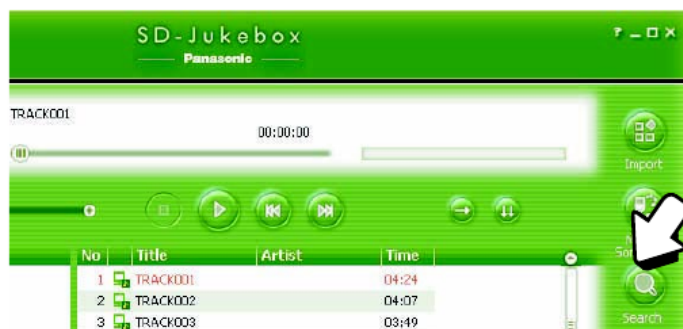 SD-Jukebox
Panasonic
? _ □ ×
TRACK001
00:00:00
Import
No Title Artist Time
1 TRACK001 04:24
2 TRACK002 04:07
3 TRACK003 03:49
Search